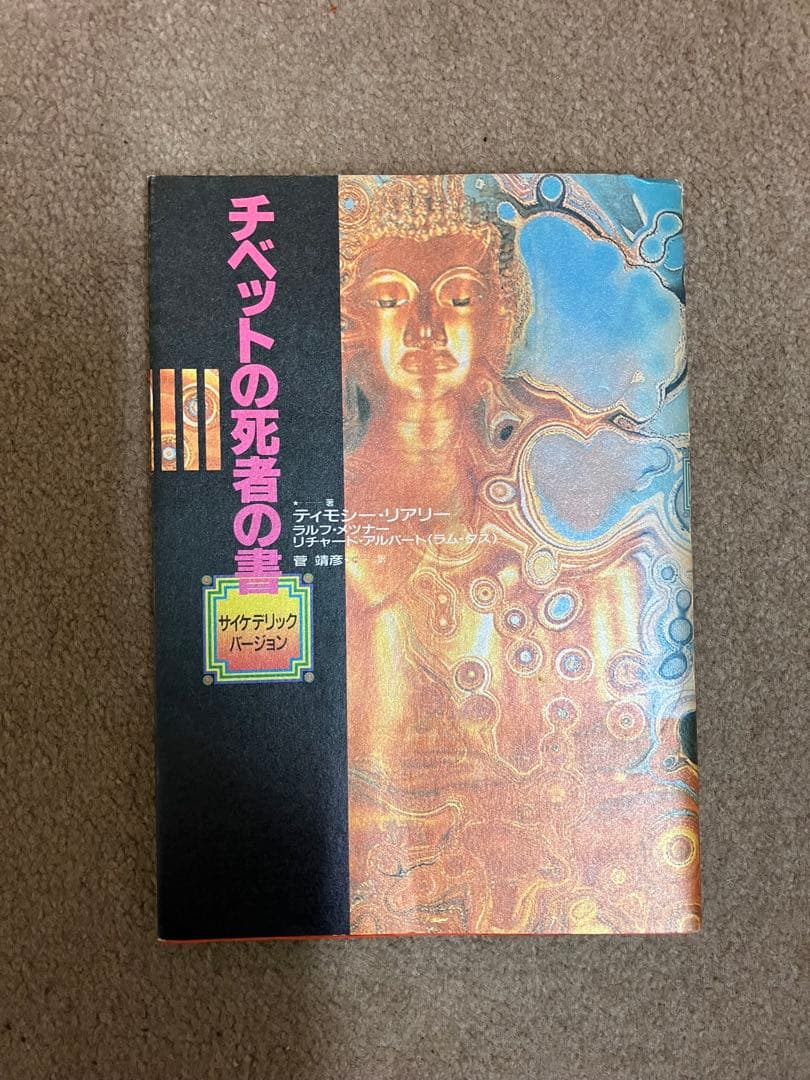 チベットの死者の書
サイケデリック
バージョン
★──著
ティモシー・リアリー
ラルフ・メツナー
リチャード・アルパート(ラム・ダス)
菅 靖彦★──訳